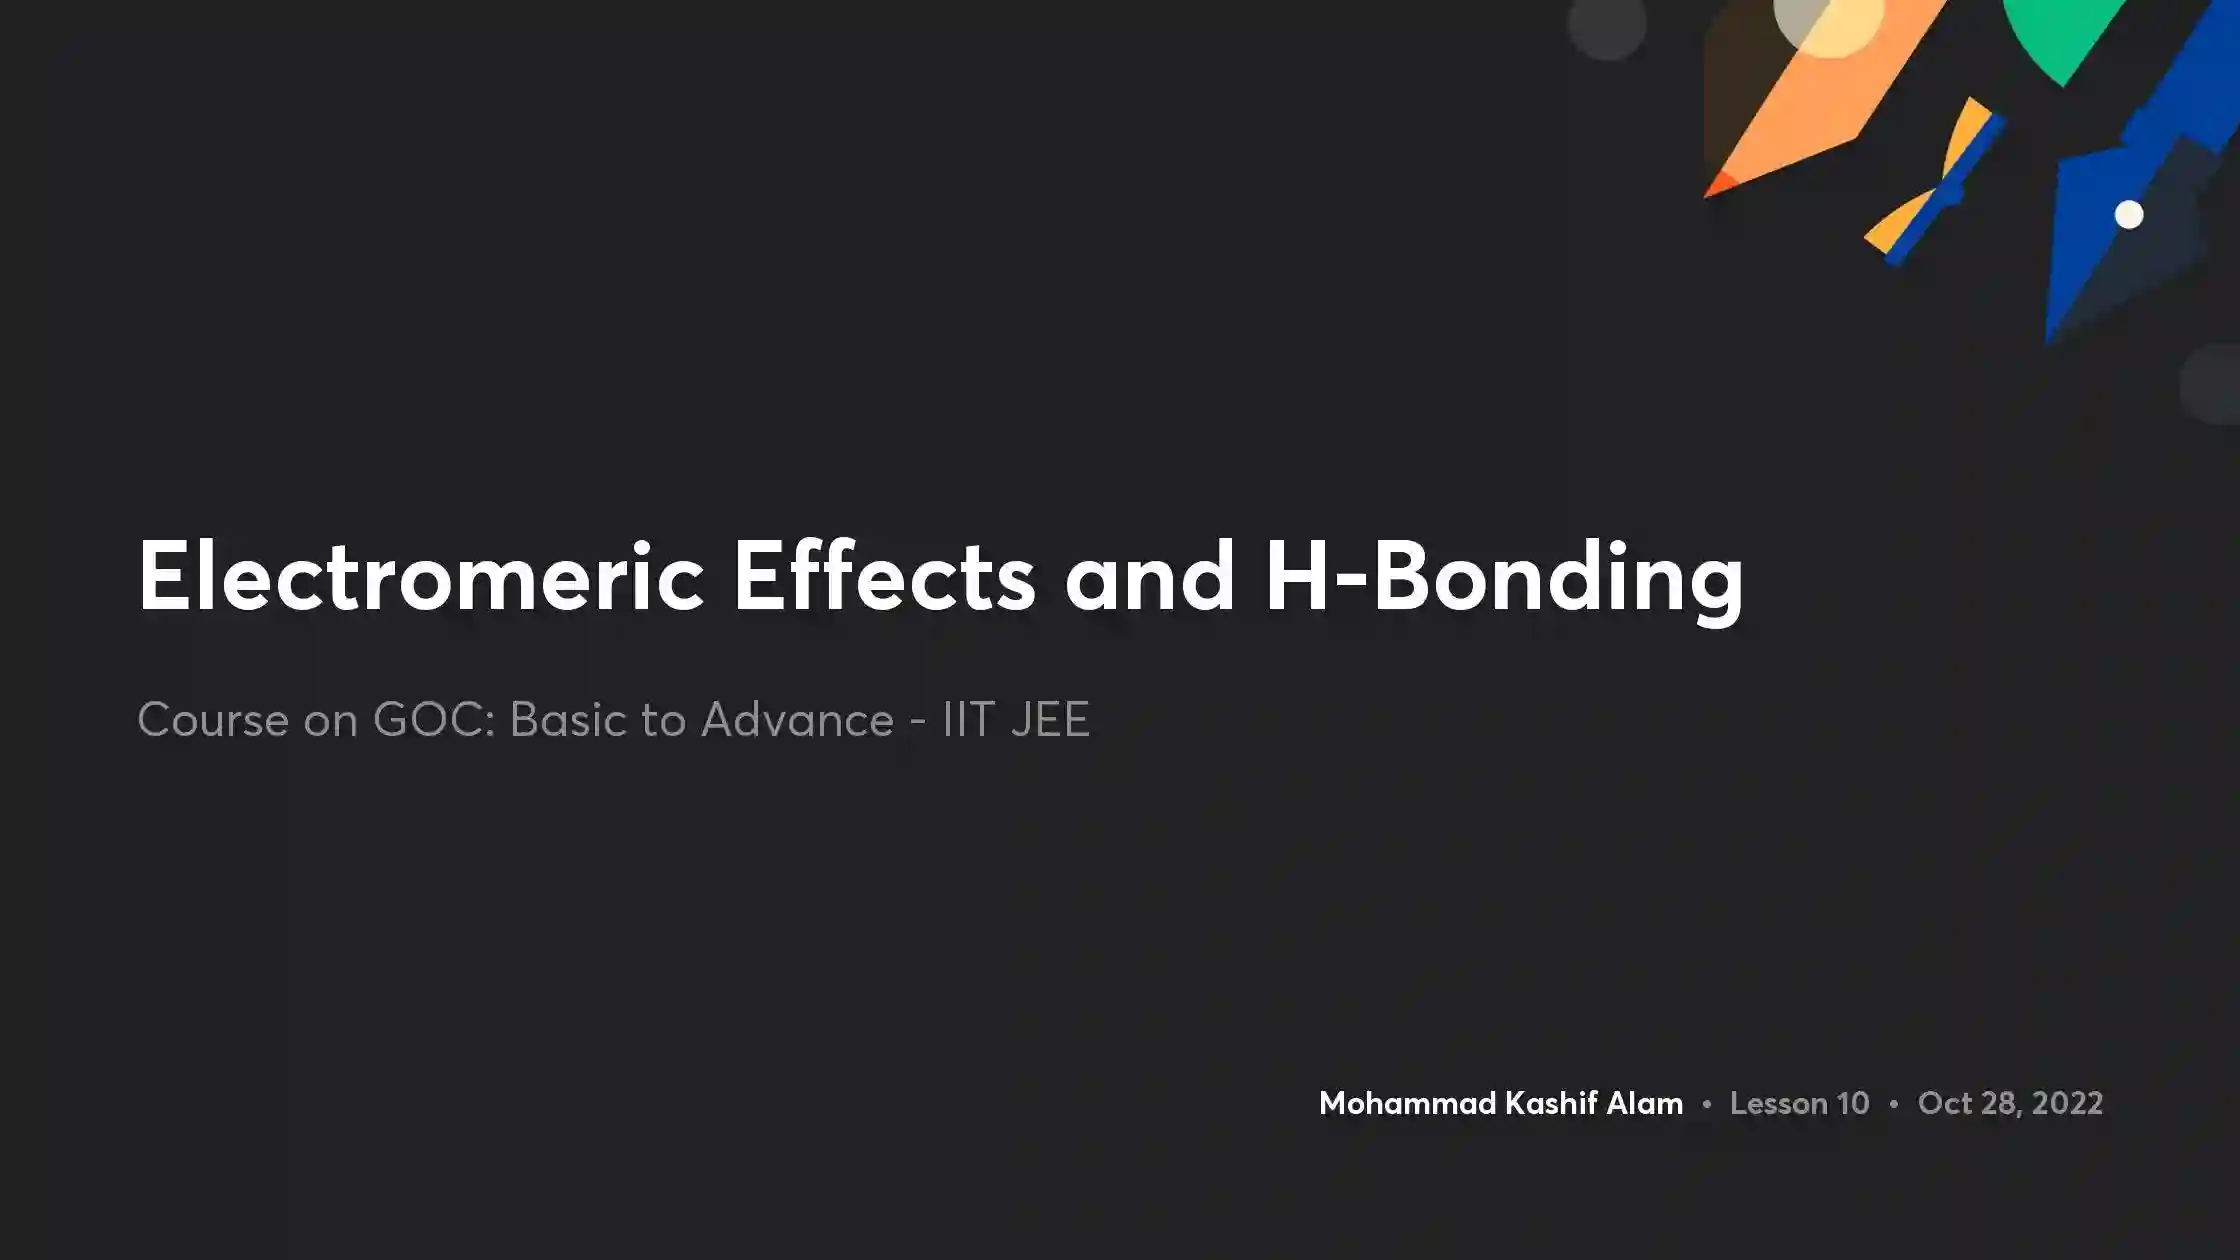 Electromeric Effects and H-Bonding
Course on GOC: Basic to Advance - IIT JEE
Mohammad Kashif Alam • Lesson 10 • Oct 28, 2022